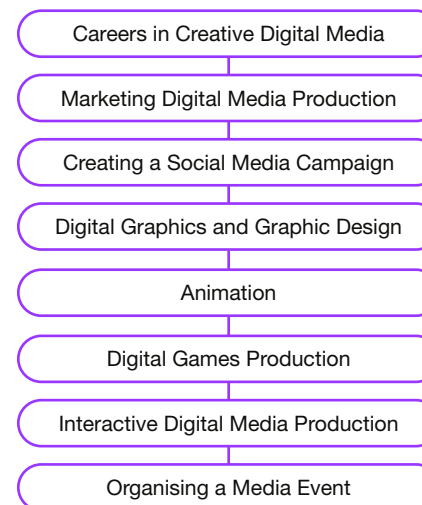 Careers in Creative Digital Media
Marketing Digital Media Production
Creating a Social Media Campaign
Digital Graphics and Graphic Design
Animation
Digital Games Production
Interactive Digital Media Production
Organising a Media Event